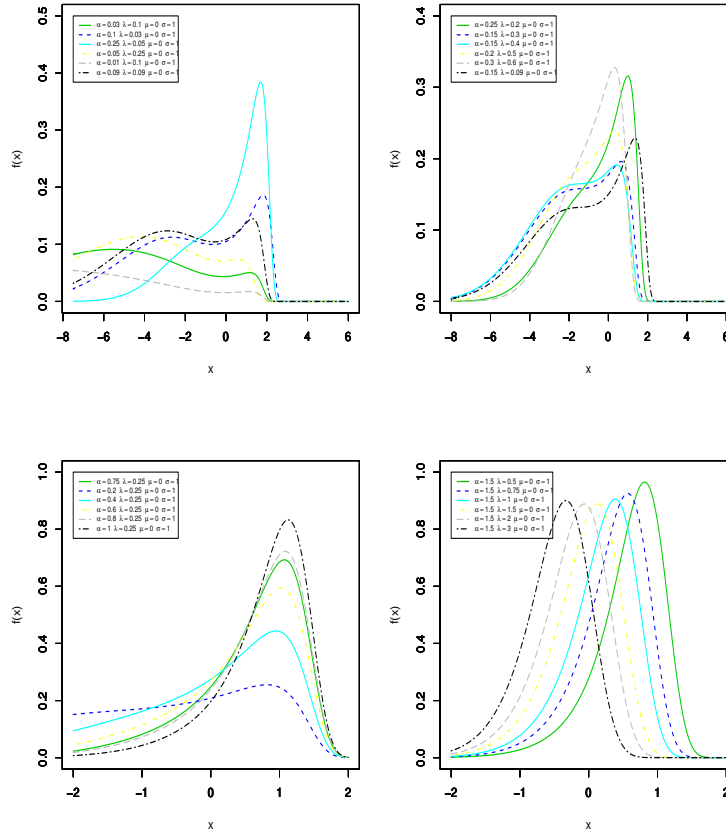 α=0.03 λ=0.1 μ=0 σ=1
α=0.1 λ=0.03 μ=0 σ=1
α=0.25 λ=0.05 μ=0 σ=1
α=0.05 λ=0.25 μ=0 σ=1
α=0.01 λ=0.1 μ=0 σ=1
α=0.09 λ=0.09 μ=0 σ=1
f(x)
0.5
0.4
0.3
0.2
0.1
0.0
-8 -6 -4 -2 0 2 4 6
x
α=0.25 λ=0.2 μ=0 σ=1
α=0.15 λ=0.3 μ=0 σ=1
α=0.15 λ=0.4 μ=0 σ=1
α=0.2 λ=0.5 μ=0 σ=1
α=0.3 λ=0.6 μ=0 σ=1
α=0.15 λ=0.09 μ=0 σ=1
f(x)
0.4
0.3
0.2
0.1
0.0
-8 -6 -4 -2 0 2 4 6
x
α=0.75 λ=0.25 μ=0 σ=1
α=0.2 λ=0.25 μ=0 σ=1
α=0.4 λ=0.25 μ=0 σ=1
α=0.6 λ=0.25 μ=0 σ=1
α=0.8 λ=0.25 μ=0 σ=1
α=1 λ=0.25 μ=0 σ=1
f(x)
1.0
0.8
0.6
0.4
0.2
0.0
-2 -1 0 1 2
x
α=1.5 λ=0.5 μ=0 σ=1
α=1.5 λ=0.75 μ=0 σ=1
α=1.5 λ=1 μ=0 σ=1
α=1.5 λ=1.5 μ=0 σ=1
α=1.5 λ=2 μ=0 σ=1
α=1.5 λ=3 μ=0 σ=1
f(x)
1.0
0.8
0.6
0.4
0.2
0.0
-2 -1 0 1 2
x